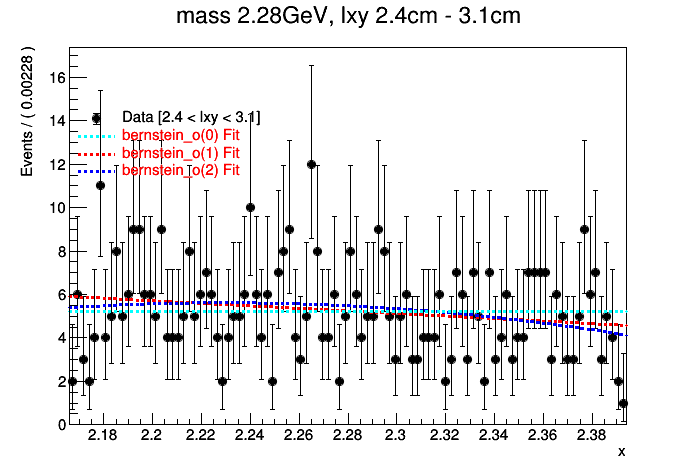 mass 2.28GeV, lxy 2.4cm - 3.1cm
Events / ( 0.00228 )
16
14
12
10
8
6
4
2
0
Data [2.4 < lxy < 3.1]
bernstein_o(0) Fit
bernstein_o(1) Fit
bernstein_o(2) Fit
2.18 2.2 2.22 2.24 2.26 2.28 2.3 2.32 2.34 2.36 2.38
x